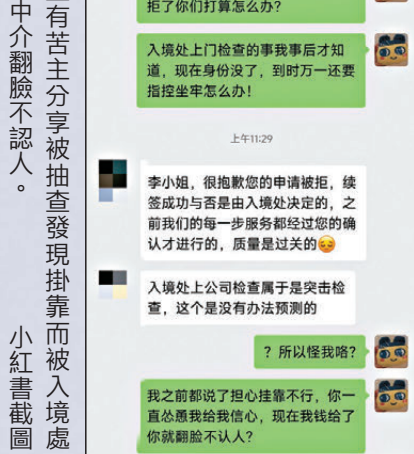 有苦主分享被抽查發現掛靠而被入境處
中介翻臉不認人。
小紅書截圖
拒了你们打算怎么办？
入境处上门检查的事我事后才知
道，现在身份没了，到时万一还要
指控坐牢怎么办！
上午11:29
李小姐，很抱歉您的申请被拒，续
签成功与否是由入境处决定的，之
前我们的每一步服务都经过您的确
认才进行的，质量是过关的😔
入境处上公司检查属于是突击检
查，这个是没有办法预测的
？所以怪我咯？
我之前都说了担心挂靠不行，你一
直怂恿我给我信心，现在我钱给了
你就翻脸不认人？